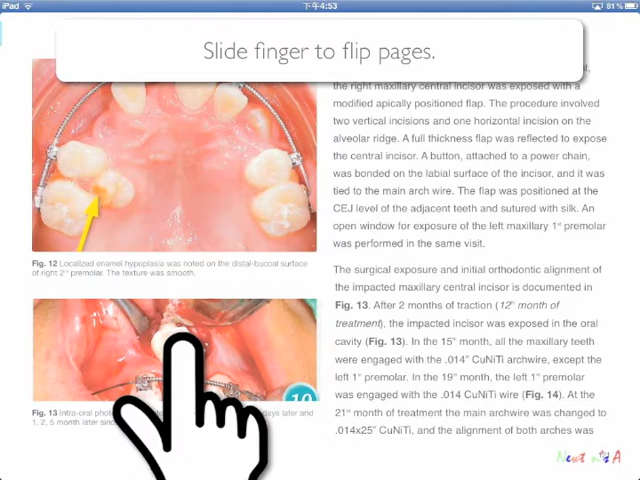 iPad
下午4:53
81%
Slide finger to flip pages.
the right maxillary central incisor was exposed with a
modified apically positioned flap. The procedure involved
two vertical incisions and one horizontal incision on the
alveolar ridge. A full thickness flap was reflected to expose
the central incisor. A button, attached to a power chain,
was bonded on the labial surface of the incisor, and it was
tied to the main arch wire. The flap was positioned at the
CEJ level of the adjacent teeth and sutured with silk. An
open window for exposure of the left maxillary 1st premolar
was performed in the same visit.
The surgical exposure and initial orthodontic alignment of
the impacted maxillary central incisor is documented in
Fig. 13. After 2 months of traction (12th month of
treatment), the impacted incisor was exposed in the oral
cavity (Fig. 13). In the 15th month, all the maxillary teeth
were engaged with the .014" CuNiTi archwire, except the
left 1st premolar. In the 19th month, the left 1st premolar
was engaged with the .014 CuNiTi wire (Fig. 14). At the
21st month of treatment the main archwire was changed to
.014x25" CuNiTi, and the alignment of both arches was
Fig. 12 Localized enamel hypoplasia was noted on the distal-buccal surface
of right 2st premolar. The texture was smooth.
10
Fig. 13 Intra-oral days later and
1, 2, 5 month later